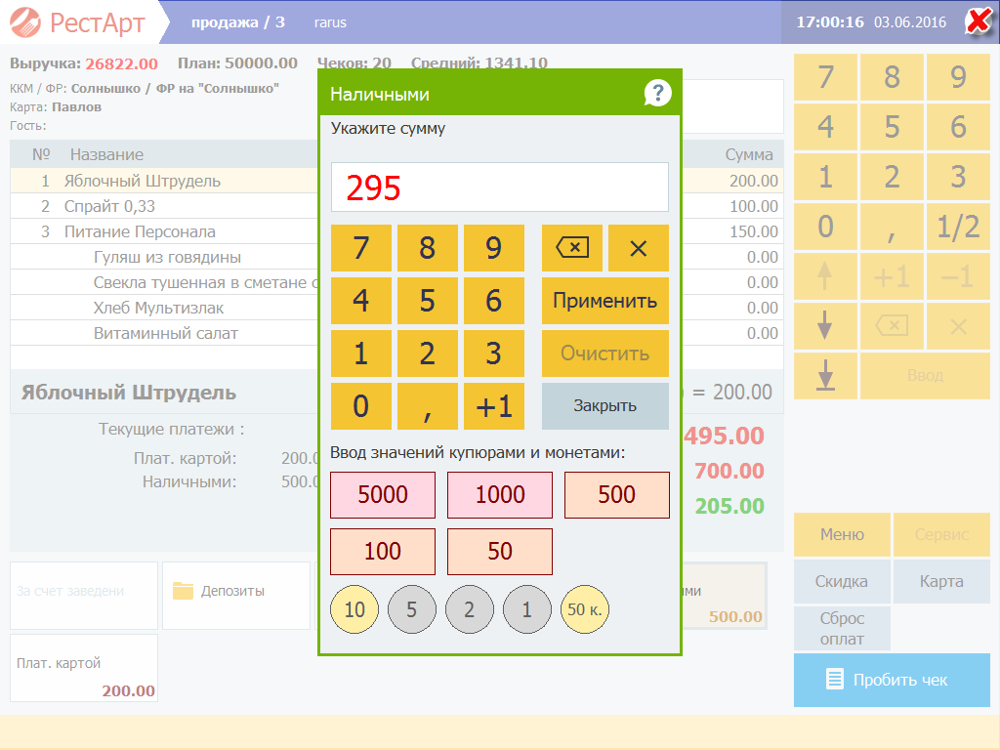 РестАрт
продажа / 3 rarus
17:00:16 03.06.2016
Выручка: 26822.00 План: 50000.00 Чеков: 20 Средний: 1341.10
ККМ / ФР: Солнышко / ФР на "Солнышко"
Карта: Павлов
Гость:
№ Название Сумма
1 Яблочный Штрудель 200.00
2 Спрайт 0,33 100.00
3 Питание Персонала 150.00
Гуляш из говядины 0.00
Свекла тушенная в сметане с 0.00
Хлеб Мультизлак 0.00
Витаминный салат 0.00
Яблочный Штрудель = 200.00
Текущие платежи :
Плат. картой: 200.0
Наличными: 500.0
495.00
700.00
205.00
Наличными ?
Укажите сумму
295
7 8 9 ×
4 5 6 Применить
1 2 3 Очистить
0 , +1 Закрыть
Ввод значений купюрами и монетами:
5000 1000 500
100 50
10 5 2 1 50 к.
За счет заведени
Депозиты
ми
500.00
Плат. картой
200.00
7 8 9
4 5 6
1 2 3
0 , 1/2
+1 −1
×
Ввод
Меню Сервис
Скидка Карта
Сброс
оплат
Пробить чек